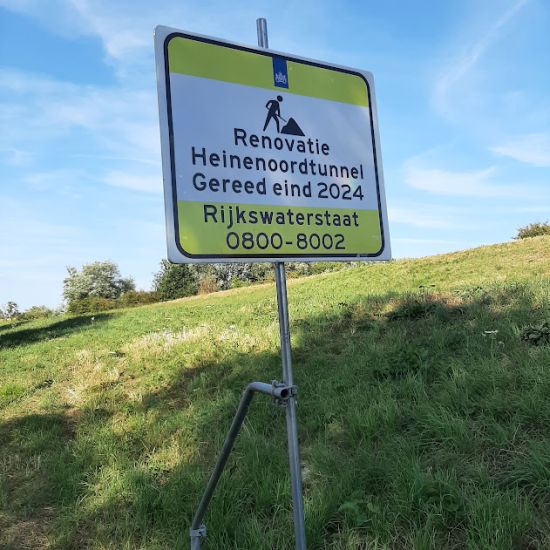 Renovatie
Heinenoordtunnel
Gereed eind 2024
Rijkswaterstaat
0800-8002